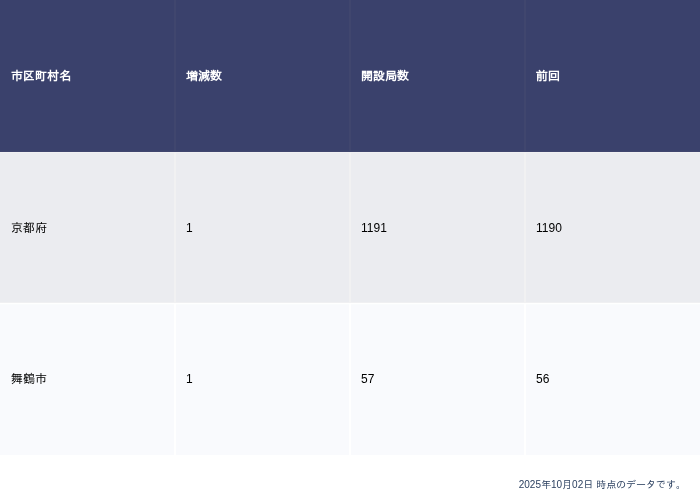 市区町村名 増減数 開設局数 前回
京都府 1 1191 1190
舞鶴市 1 57 56
2025年10月02日 時点のデータです。